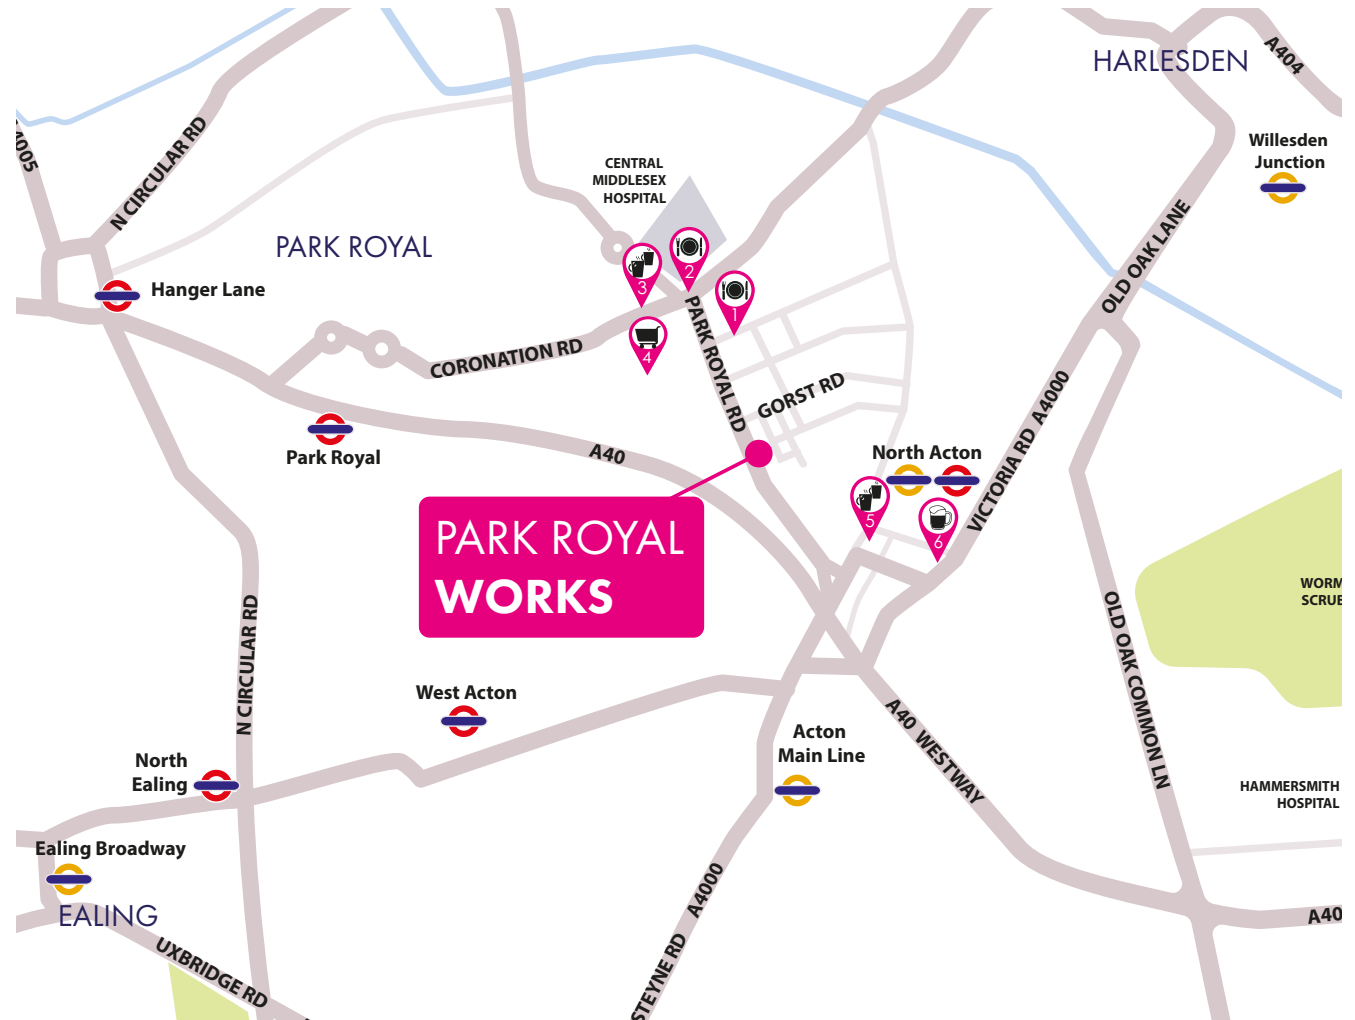 HARLESDEN
A404
4005
N CIRCULAR RD
Willesden
Junction
CENTRAL
MIDDLESEX
HOSPITAL
PARK ROYAL
OLD OAK LANE
Hanger Lane
2
3
1
4
PARK ROYAL RD
CORONATION RD
GORST RD
VICTORIA RD A4000
Park Royal
A40
North Acton
5
6
PARK ROYAL
WORKS
WORM
SCRUB
OLD OAK COMMON LN
N CIRCULAR RD
West Acton
A40 WESTWAY
Acton
Main Line
North
Ealing
HAMMERSMITH
HOSPITAL
Ealing Broadway
EALING
A4000
A40
UXBRIDGE RD
STEYNE RD